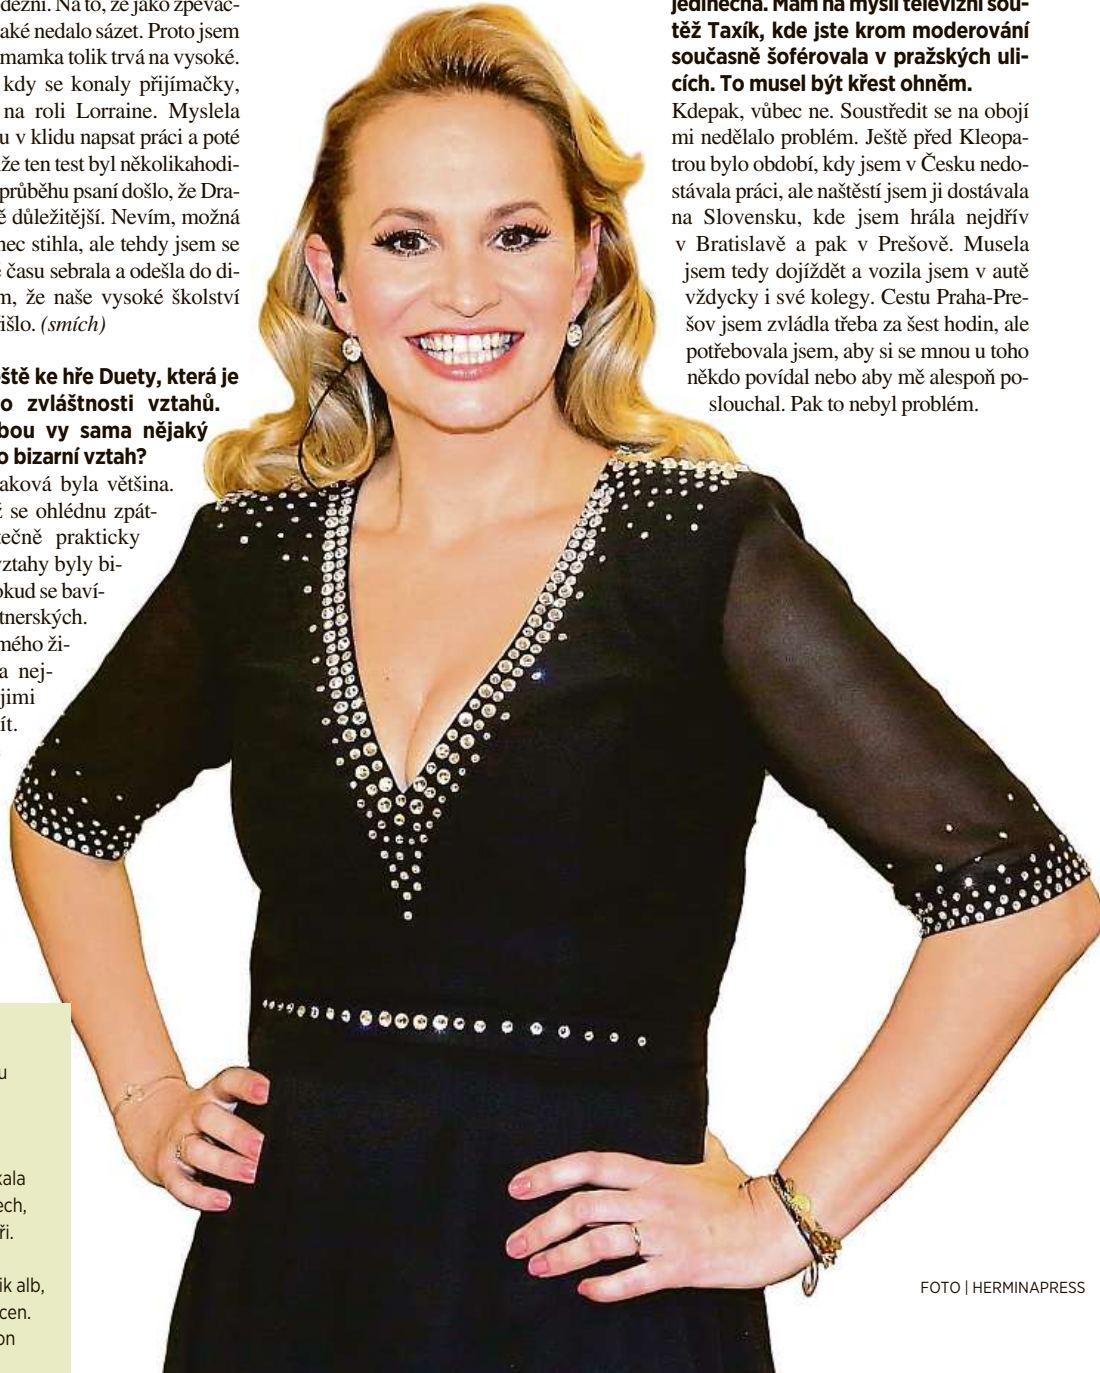 dežní. Na to, že jako zpěvač-
aké nedalo sázet. Proto jsem
mamka tolik trvá na vysoké.
kdy se konaly přijímačky,
na roli Lorraine. Myslela
u v klidu napsat práci a poté
že ten test byl několikahodi-
průběhu psaní došlo, že Dra-
ě důležitější. Nevím, možná
nec stihla, ale tehdy jsem se
času sebrala a odešla do di-
m, že naše vysoké školství
išlo. (smích)
ště ke hře Duety, která je
o zvláštnosti vztahů.
bou vy sama nějaký
o bizarní vztah?
aková byla většina.
ž se ohlédnu zpát-
tečně prakticky
vztahy byly bi-
okud se baví-
tnerských.
mého ži-
a nej-
jimi
ít.
u
kala
ech,
ři.
ik alb,
cen.
on
jedinečná. Mám na mysli televizní sou-
těž Taxík, kde jste krom moderování
současně šoférovala v pražských uli-
cích. To musel být křest ohněm.
Kdepak, vůbec ne. Soustředit se na obojí
mi nedělalo problém. Ještě před Kleopa-
trou bylo období, kdy jsem v Česku nedo-
stávala práci, ale naštěstí jsem ji dostávala
na Slovensku, kde jsem hrála nejdřív
v Bratislavě a pak v Prešově. Musela
jsem tedy dojíždět a vozila jsem v autě
vždycky i své kolegy. Cestu Praha-Pre-
šov jsem zvládla třeba za šest hodin, ale
potřebovala jsem, aby si se mnou u toho
někdo povídal nebo aby mě alespoň po-
slouchal. Pak to nebyl problém.
FOTO | HERMINAPRESS